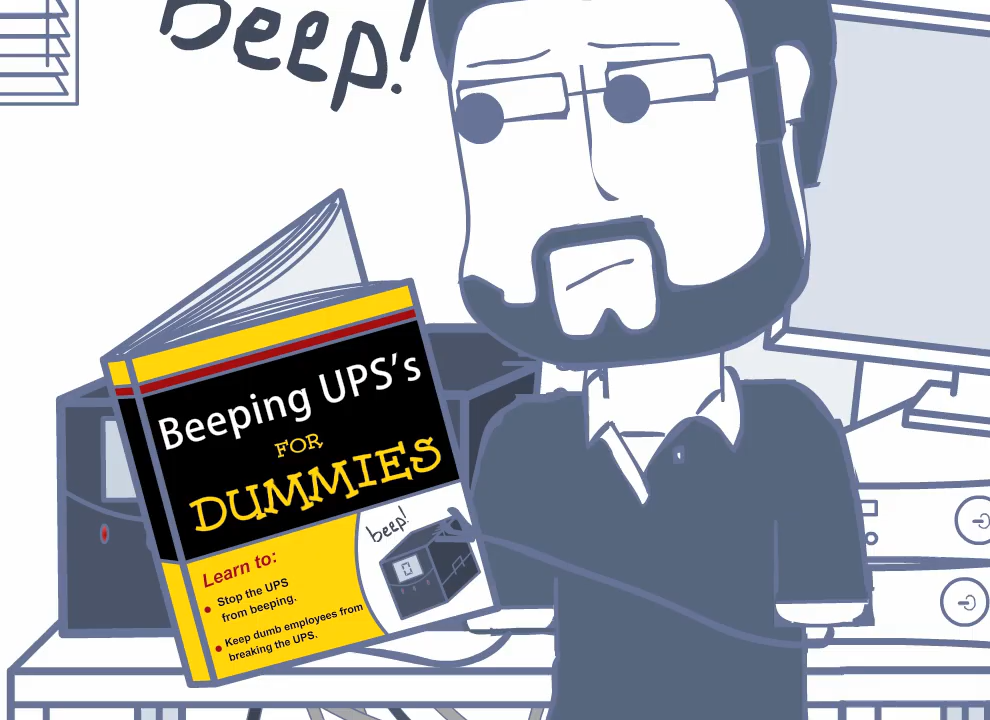 Beep!
Beeping UPS's
FOR
DUMMIES
beep!
0
Learn to:
• Stop the UPS
from beeping.
• Keep dumb employees from
breaking the UPS.